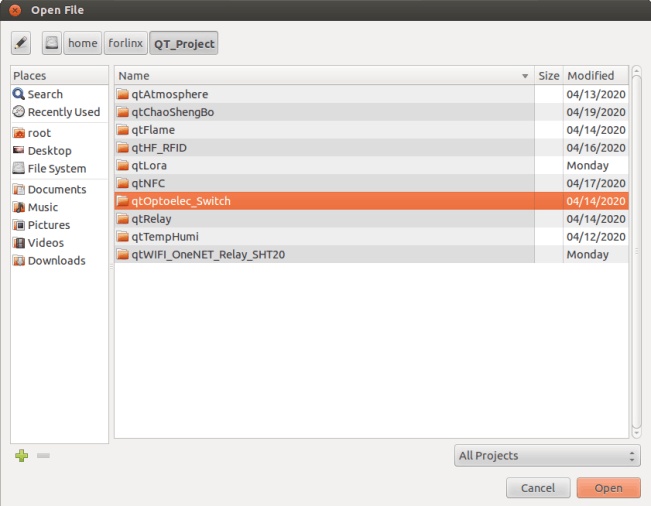 Open File
home forlinx QT_Project
Places Name Size Modified
Search qtAtmosphere 04/13/2020
Recently Used qtChaoShengBo 04/19/2020
qtFlame 04/14/2020
root qtHF_RFID 04/16/2020
Desktop qtLora Monday
File System qtNFC 04/17/2020
Documents qtOptoelec_Switch 04/14/2020
Music qtRelay 04/14/2020
Pictures qtTempHumi 04/12/2020
Videos qtWIFI_OneNET_Relay_SHT20 Monday
Downloads
All Projects
Cancel Open